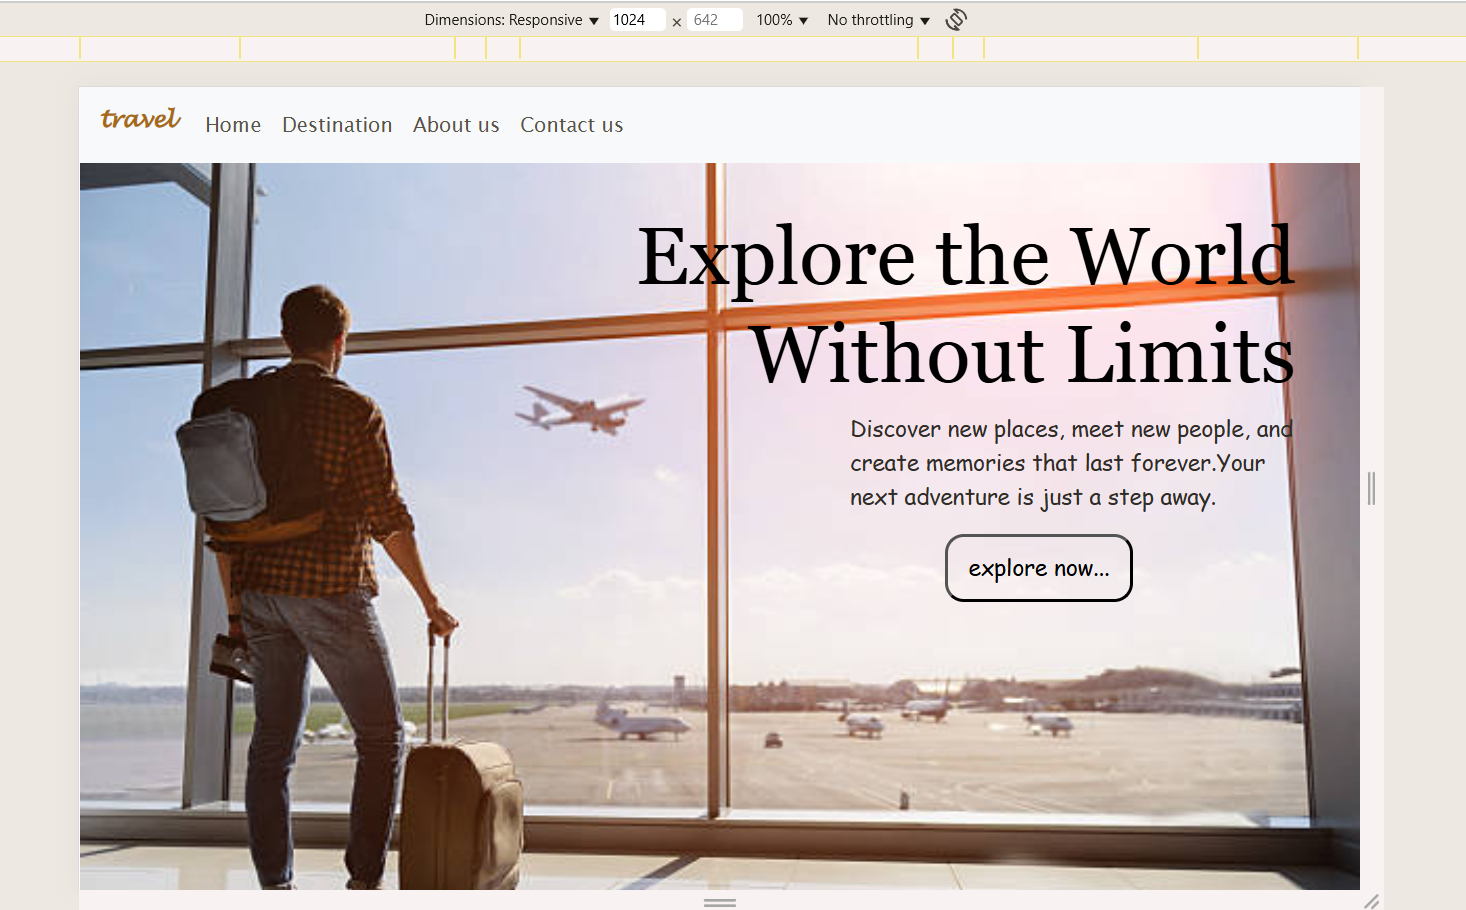 Dimensions: Responsive ▼ 1024 × 642 100% ▼ No throttling ▼
travel Home Destination About us Contact us
Explore the World
Without Limits
Discover new places, meet new people, and
create memories that last forever.Your
next adventure is just a step away.
explore now...